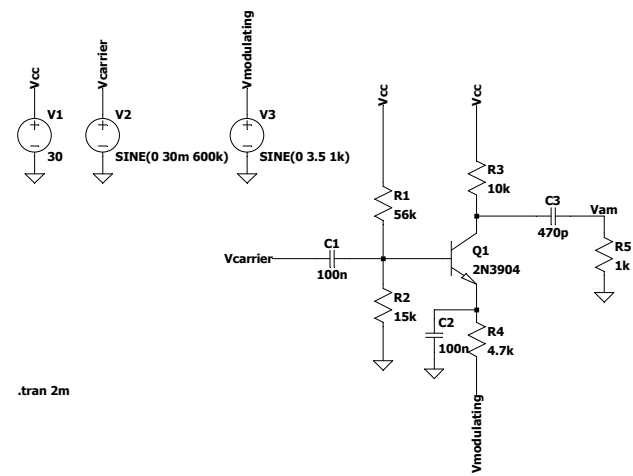 Vcc
V1
30
Vcarrier
V2
SINE(0 30m 600k)
Vmodulating
V3
SINE(0 3.5 1k)
Vcc
Vcc
R1
56k
R3
10k
C3
470p
Vam
R5
1k
Vcarrier
C1
100n
Q1
2N3904
R2
15k
C2
100n
R4
4.7k
Vmodulating
.tran 2m